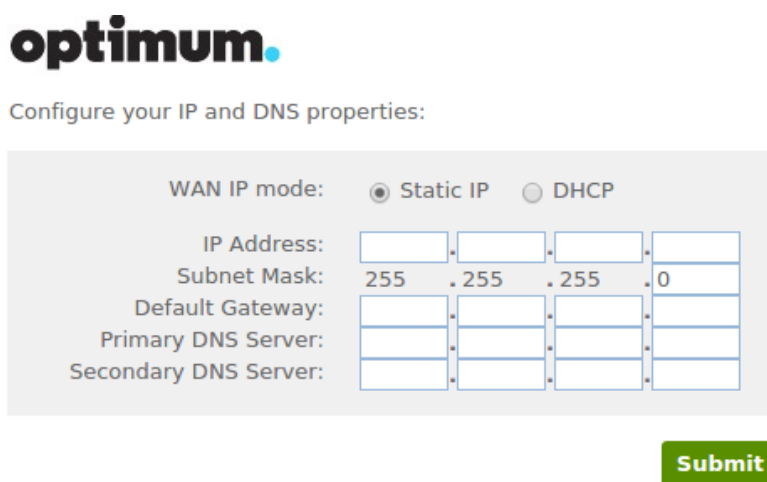 optimum.
Configure your IP and DNS properties:
WAN IP mode: Static IP DHCP
IP Address: . . .
Subnet Mask: 255 . 255 . 255 . 0
Default Gateway: . . .
Primary DNS Server: . . .
Secondary DNS Server: . . .
Submit